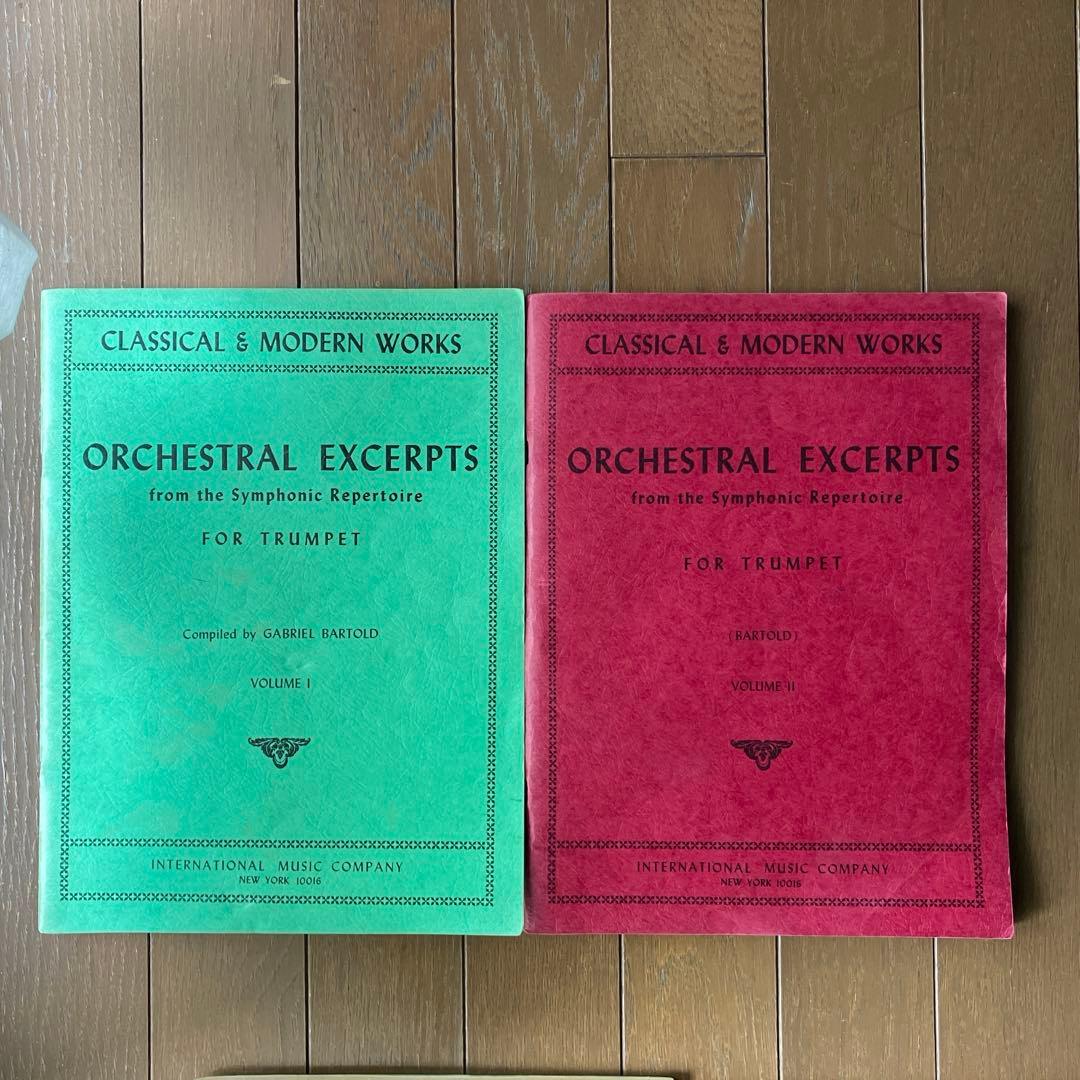 CLASSICAL & MODERN WORKS
ORCHESTRAL EXCERPTS
from the Symphonic Repertoire
FOR TRUMPET
Compiled by GABRIEL BARTOLD
VOLUME I
INTERNATIONAL MUSIC COMPANY
NEW YORK 10016
CLASSICAL & MODERN WORKS
ORCHESTRAL EXCERPTS
from the Symphonic Repertoire
FOR TRUMPET
(BARTOLD)
VOLUME II
INTERNATIONAL MUSIC COMPANY
NEW YORK 10016